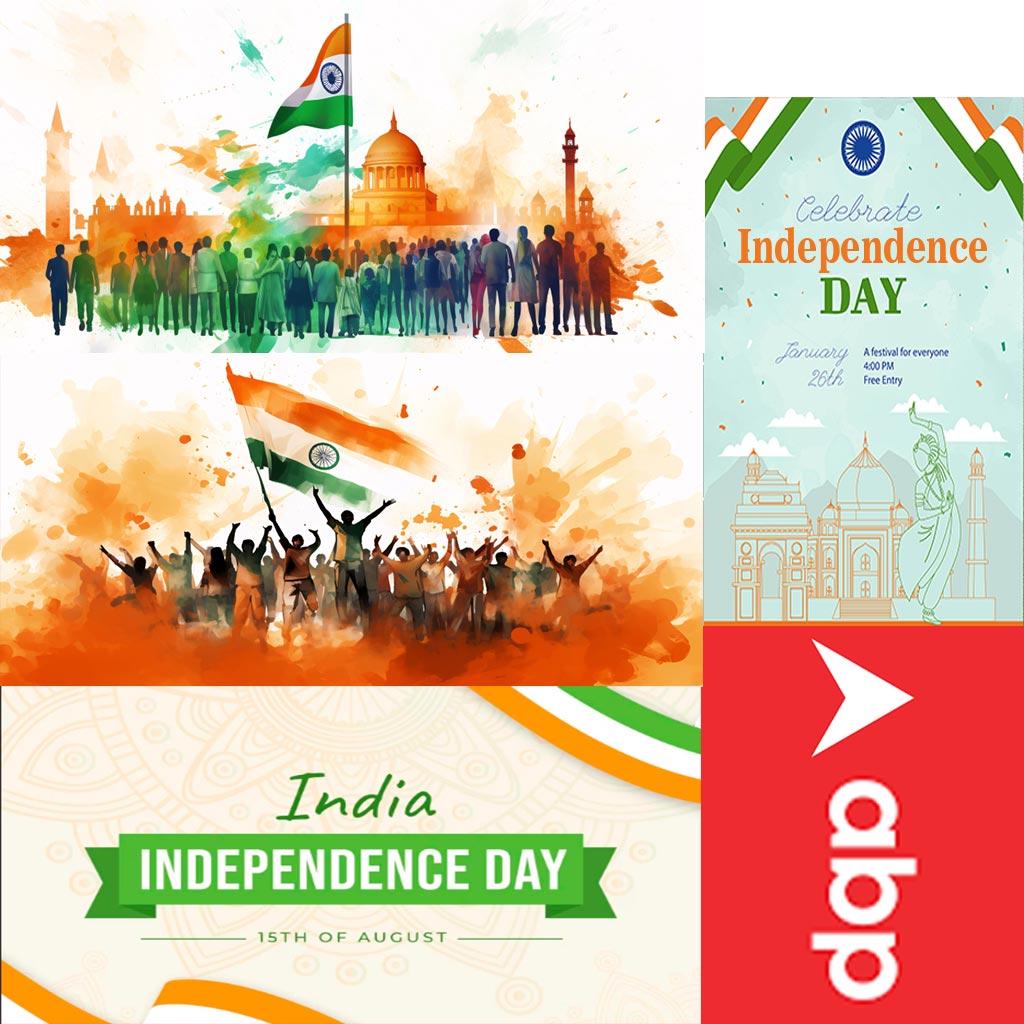 Celebrate
Independence
DAY
January
26th
A festival for everyone
4:00 PM
Free Entry
India
INDEPENDENCE DAY
15TH OF AUGUST
abp